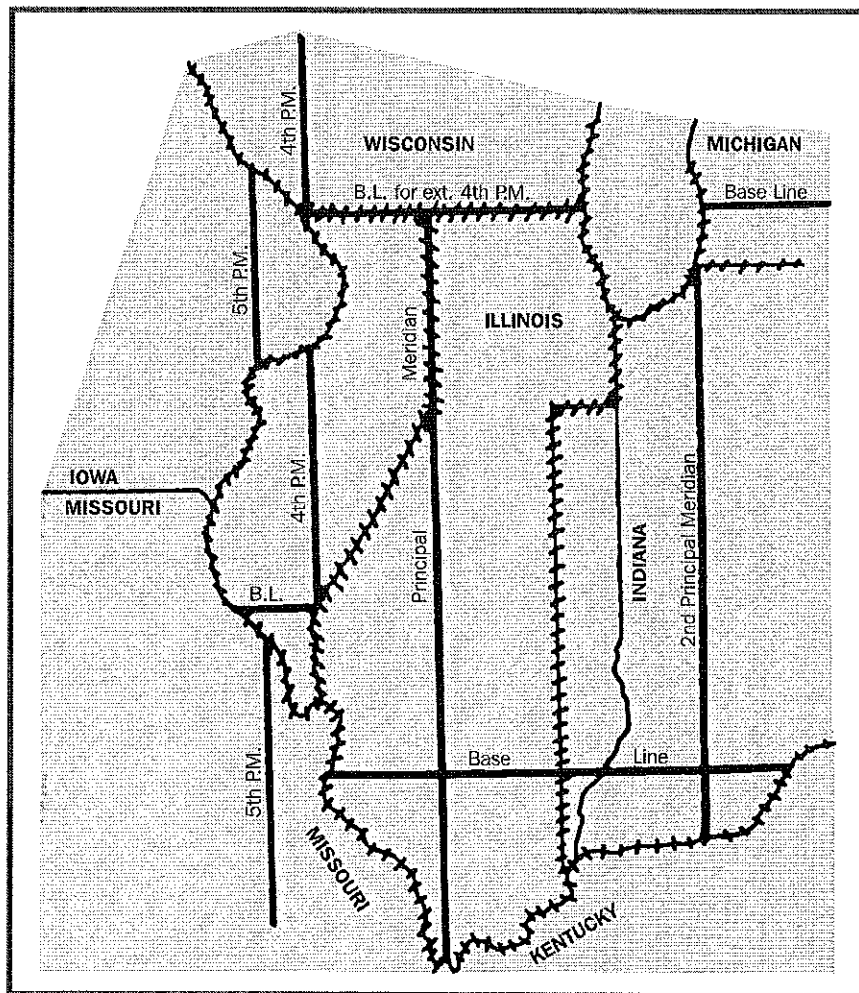 4th P.M.
WISCONSIN
MICHIGAN
B.L. for ext. 4th P.M.
Base Line
5th P.M.
Meridian
ILLINOIS
IOWA
MISSOURI
4th P.M.
Principal
INDIANA
2nd Principal Meridian
B.L.
5th P.M.
Base Line
MISSOURI
KENTUCKY